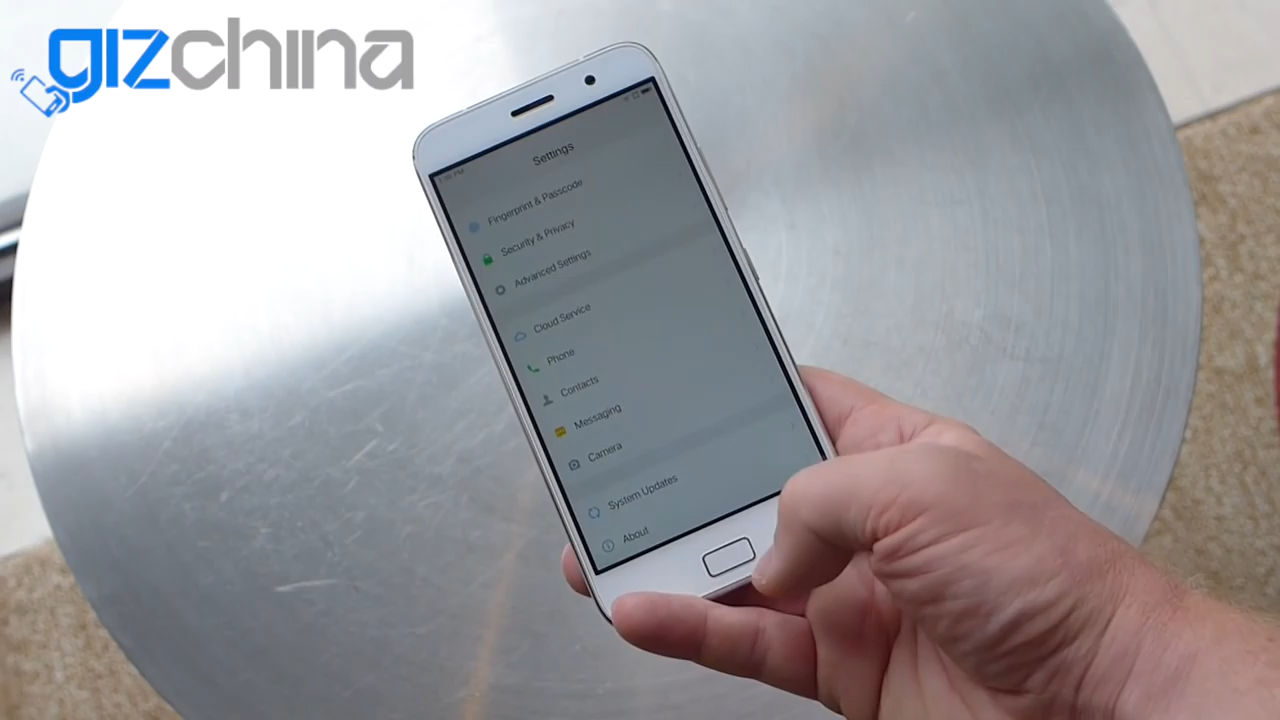 gizchina
Settings
Fingerprint & Passcode
Security & Privacy
Advanced Settings
Cloud Service
Phone
Contacts
Messaging
Camera
System Updates
About